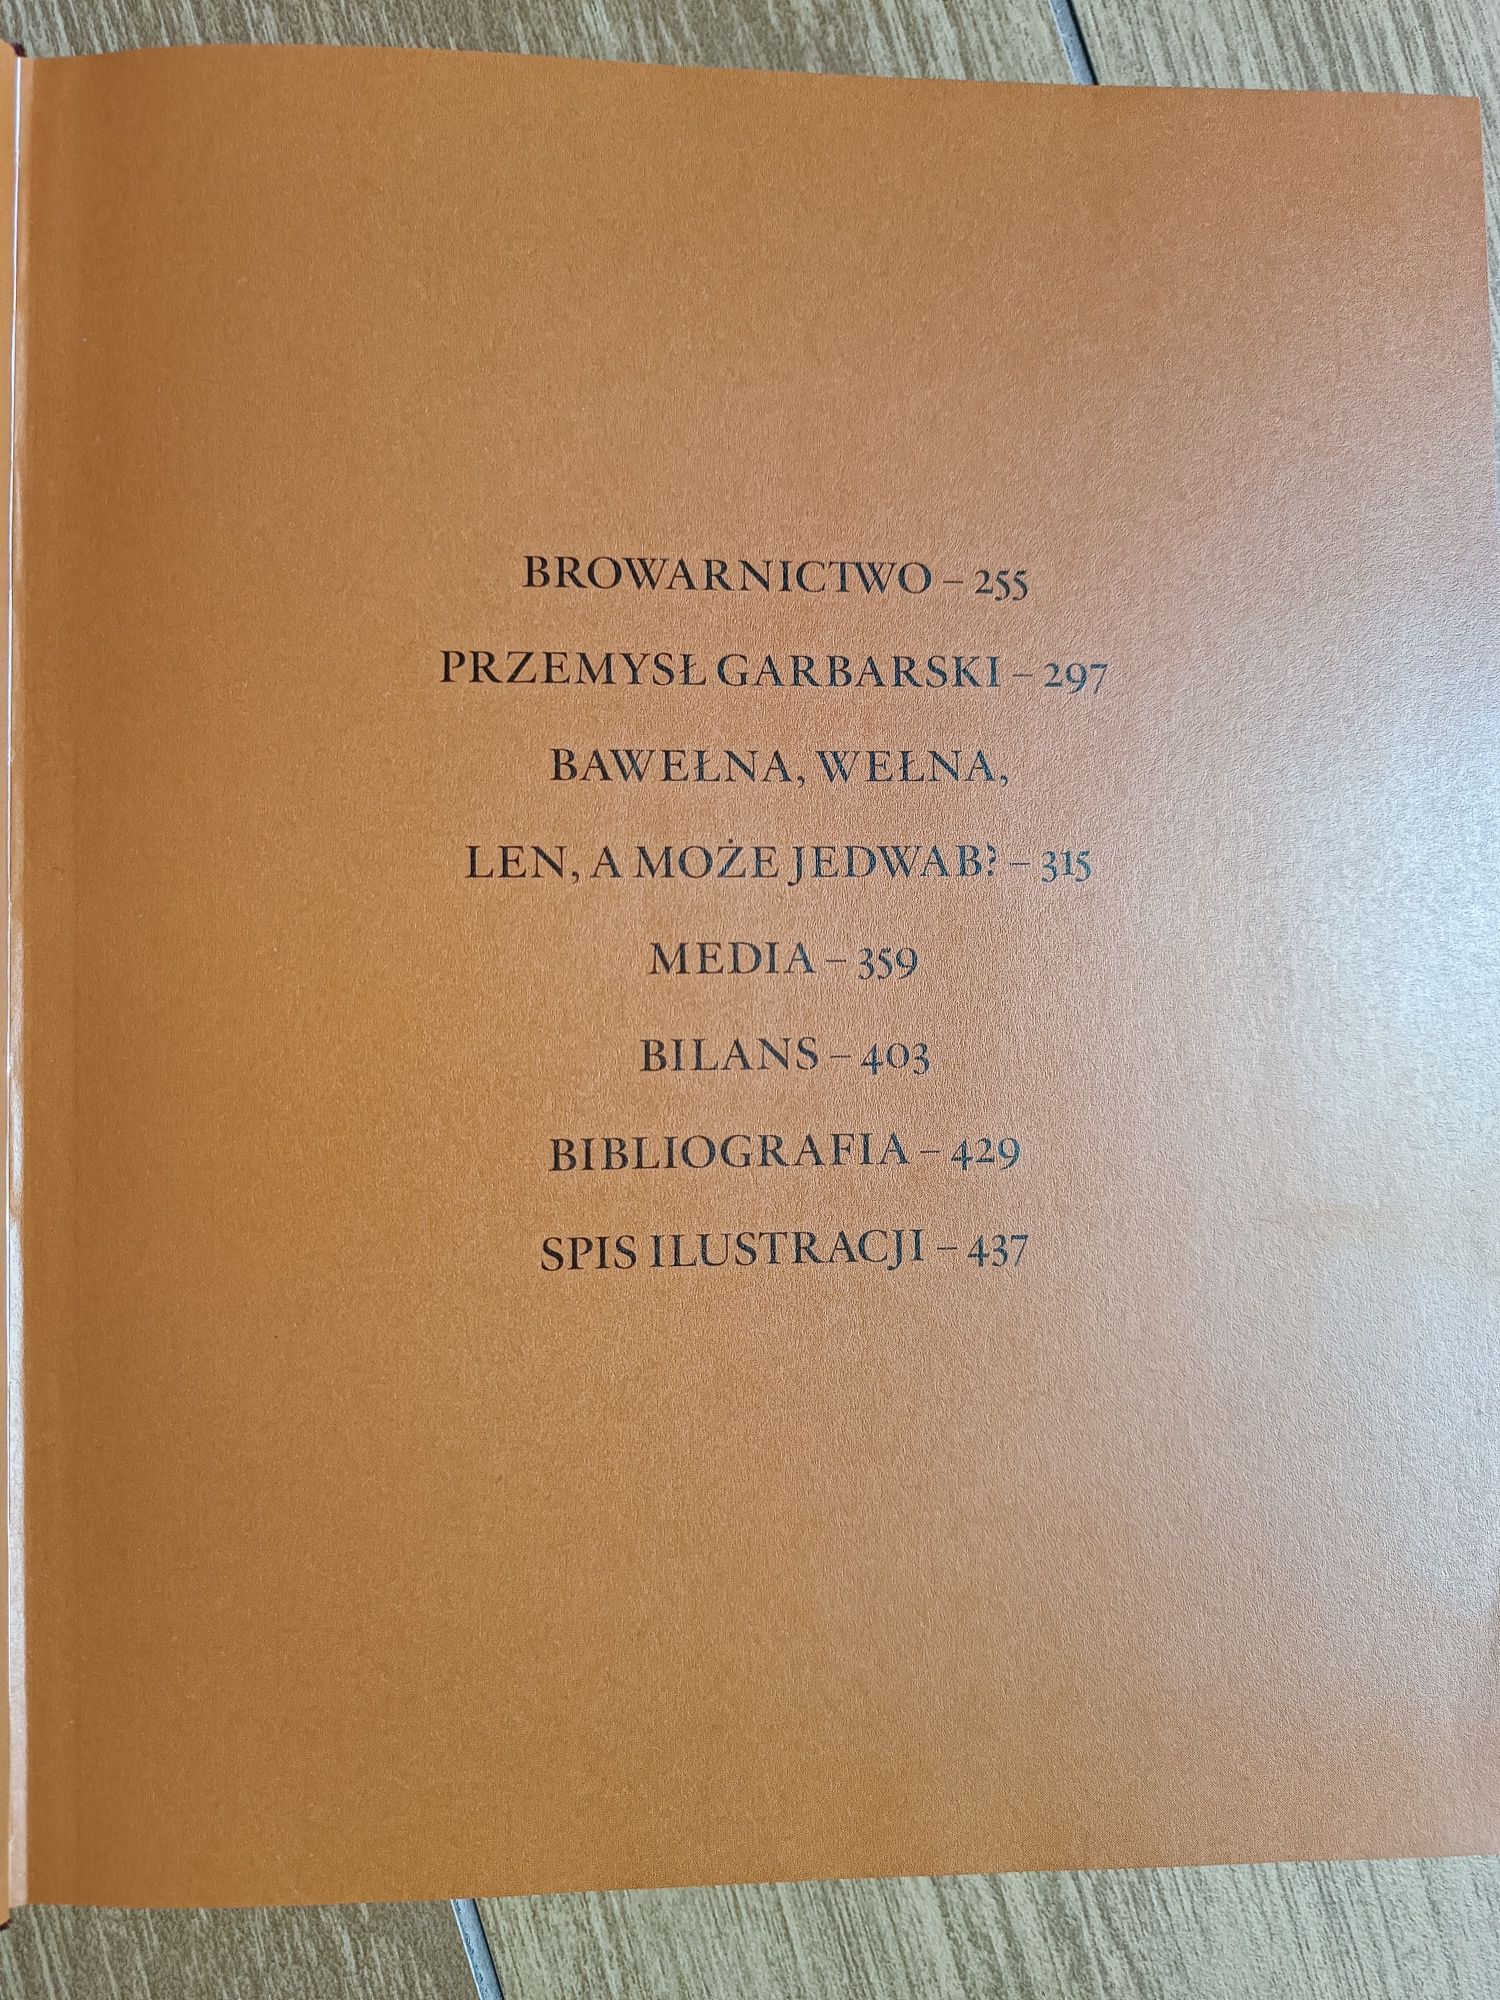 BROWARNICTWO – 255
PRZEMYSŁ GARBARSKI – 297
BAWEŁNA, WEŁNA,
LEN, A MOŻE JEDWAB? – 315
MEDIA – 359
BILANS – 403
BIBLIOGRAFIA – 429
SPIS ILUSTRACJI – 437